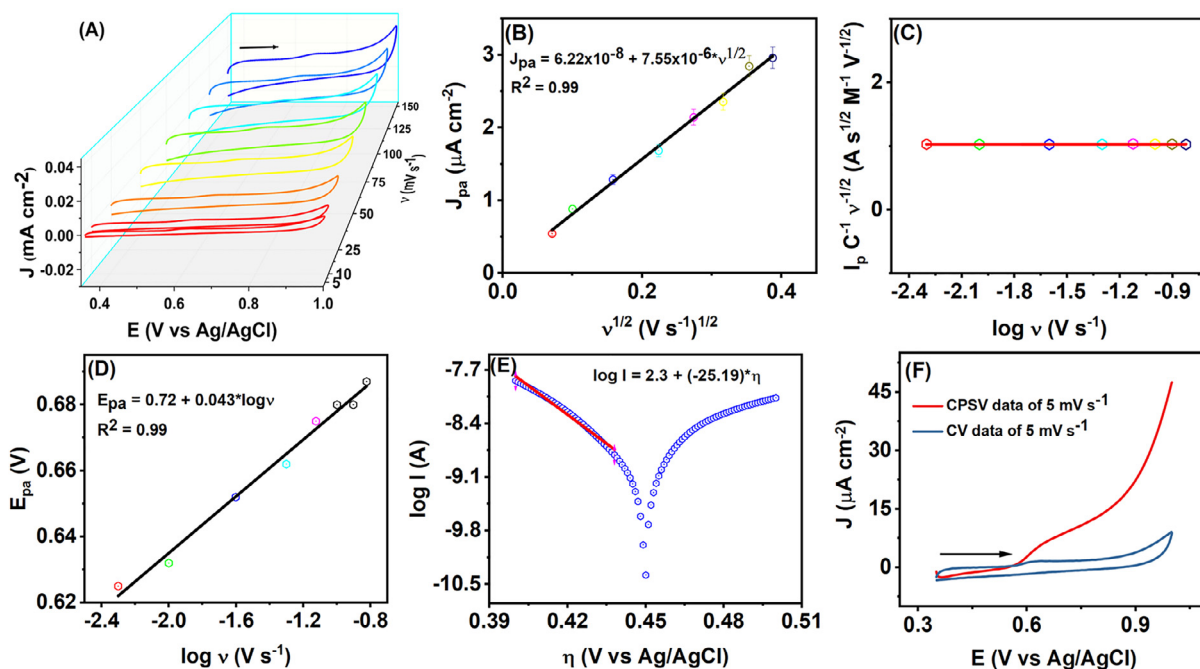 (A)
J (mA cm-2)
0.04
0.02
0.00
-0.02
0.4
0.6
0.8
1.0
E (V vs Ag/AgCl)
150
125
100
75
50
25
10
5
ν (mV s⁻¹)
(B)
J_pa = 6.22x10⁻⁸ + 7.55x10⁻⁶*ν^1/2
R² = 0.99
J_pa (μA cm⁻²)
3
2
1
0
0.0
0.2
0.4
ν^1/2 (V s⁻¹)^1/2
(C)
I_p C⁻¹ ν^-1/2 (A s^1/2 M⁻¹ V^-1/2)
2
1
0
-2.4
-2.0
-1.6
-1.2
-0.8
log ν (V s⁻¹)
(D)
E_pa = 0.72 + 0.043*logν
R² = 0.99
E_pa (V)
0.68
0.66
0.64
0.62
-2.4
-2.0
-1.6
-1.2
-0.8
log ν (V s⁻¹)
(E)
log I = 2.3 + (-25.19)*η
log I (A)
-7.7
-8.4
-9.1
-9.8
-10.5
0.39
0.42
0.45
0.48
0.51
η (V vs Ag/AgCl)
(F)
CPSV data of 5 mV s⁻¹
CV data of 5 mV s⁻¹
J (μA cm⁻²)
45
30
15
0
0.3
0.6
0.9
E (V vs Ag/AgCl)